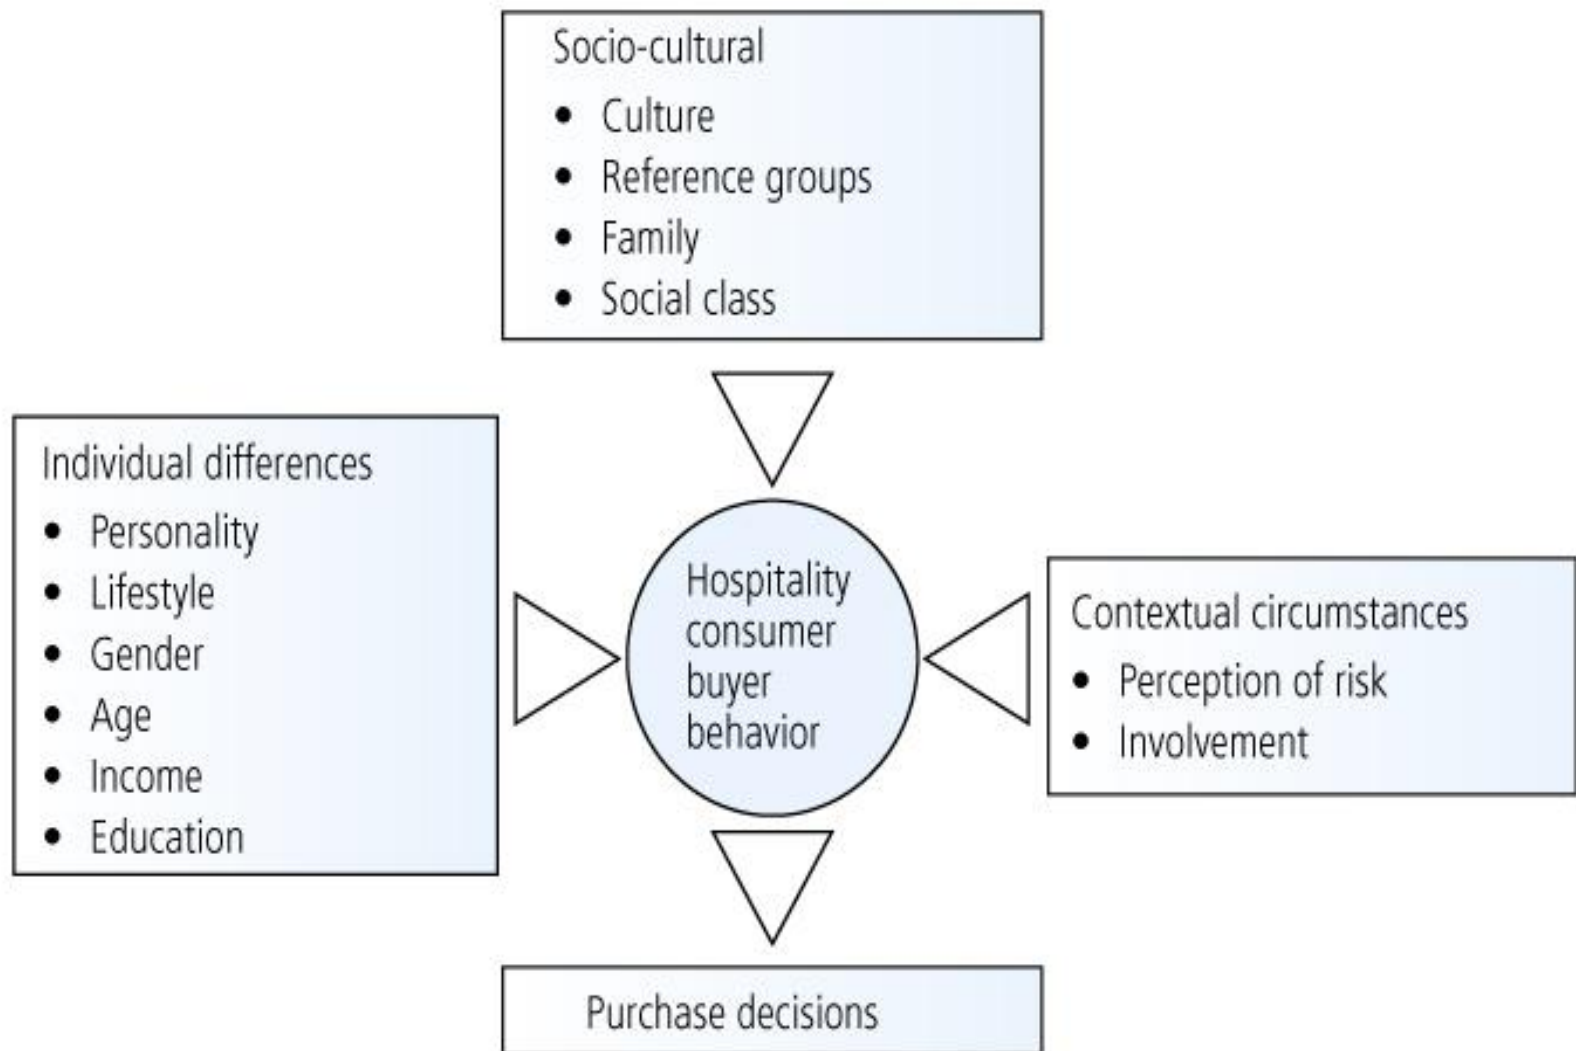 Socio-cultural
• Culture
• Reference groups
• Family
• Social class
Individual differences
• Personality
• Lifestyle
• Gender
• Age
• Income
• Education
Hospitality
consumer
buyer
behavior
Contextual circumstances
• Perception of risk
• Involvement
Purchase decisions